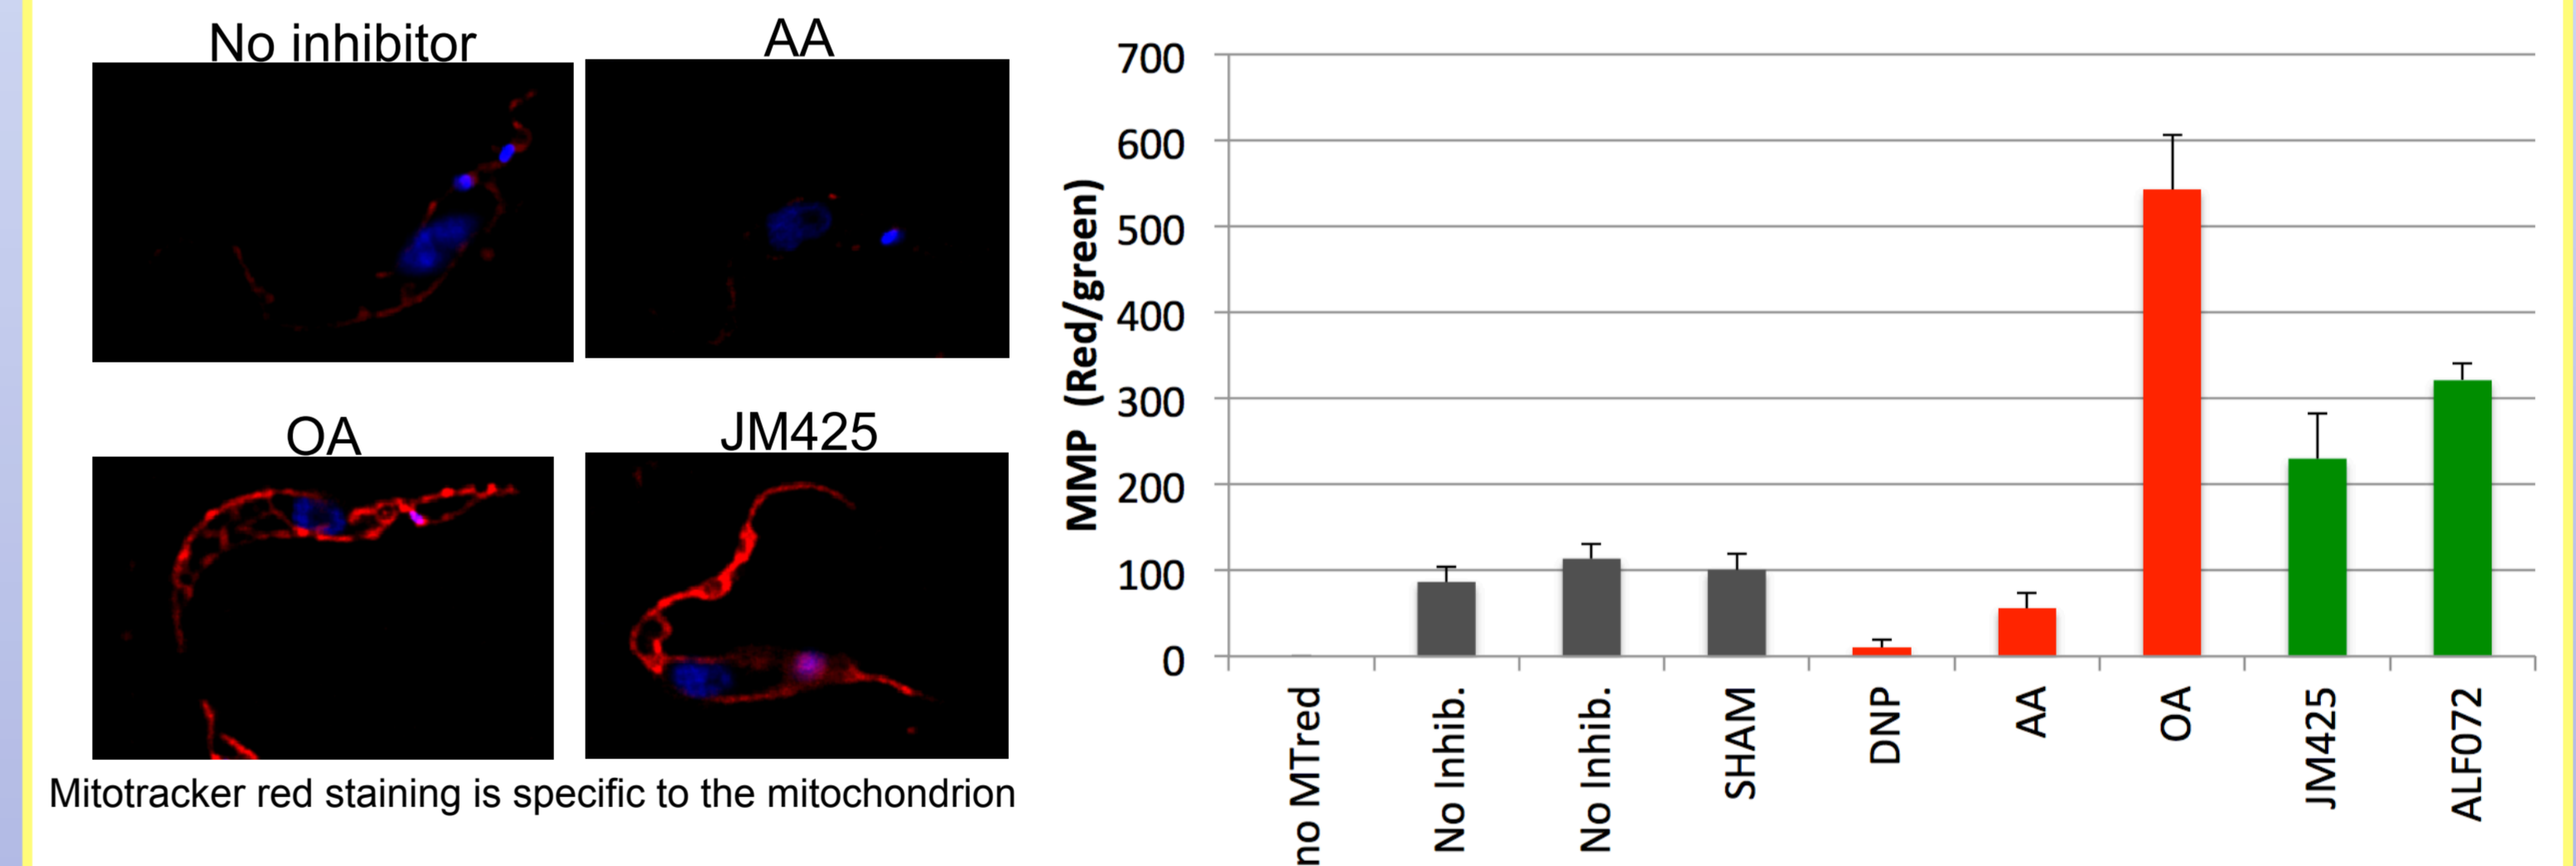 No inhibitor
AA
OA
JM425
Mitotracker red staining is specific to the mitochondrion
MMP (Red/green)
700
600
500
400
300
200
100
0
no MTred
No Inhib.
No Inhib.
SHAM
DNP
AA
OA
JM425
ALF072